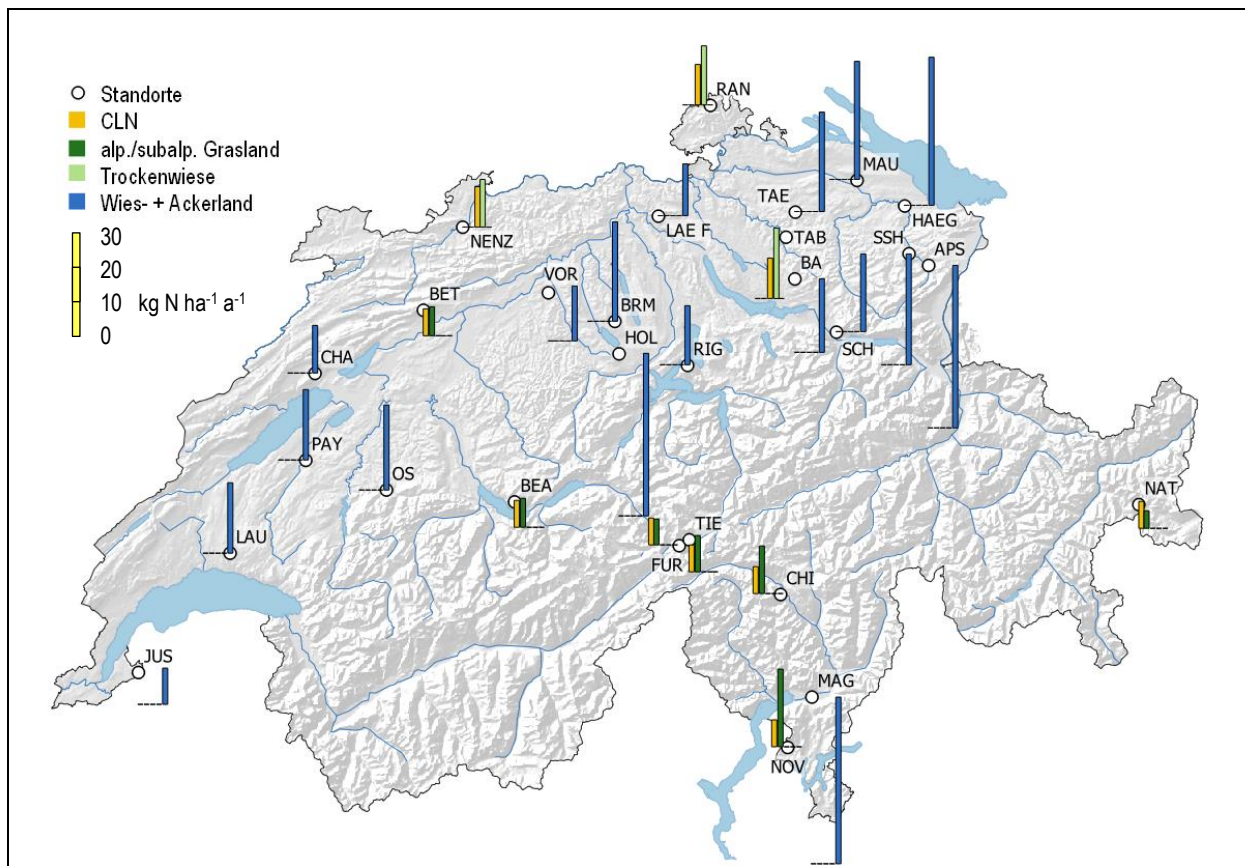 Standorte
CLN
alp./subalp. Grasland
Trockenwiese
Wies- + Ackerland
30
20
10
0
kg N ha⁻¹ a⁻¹
RAN
MAU
TAE
HAEG
LAE F
NENZ
TAB
SSH
APS
BA
VOR
BET
BRM
HOL
RIG
SCH
CHA
PAY
OS
BEA
NAT
LAU
TIE
FUR
CHI
JUS
MAG
NOV